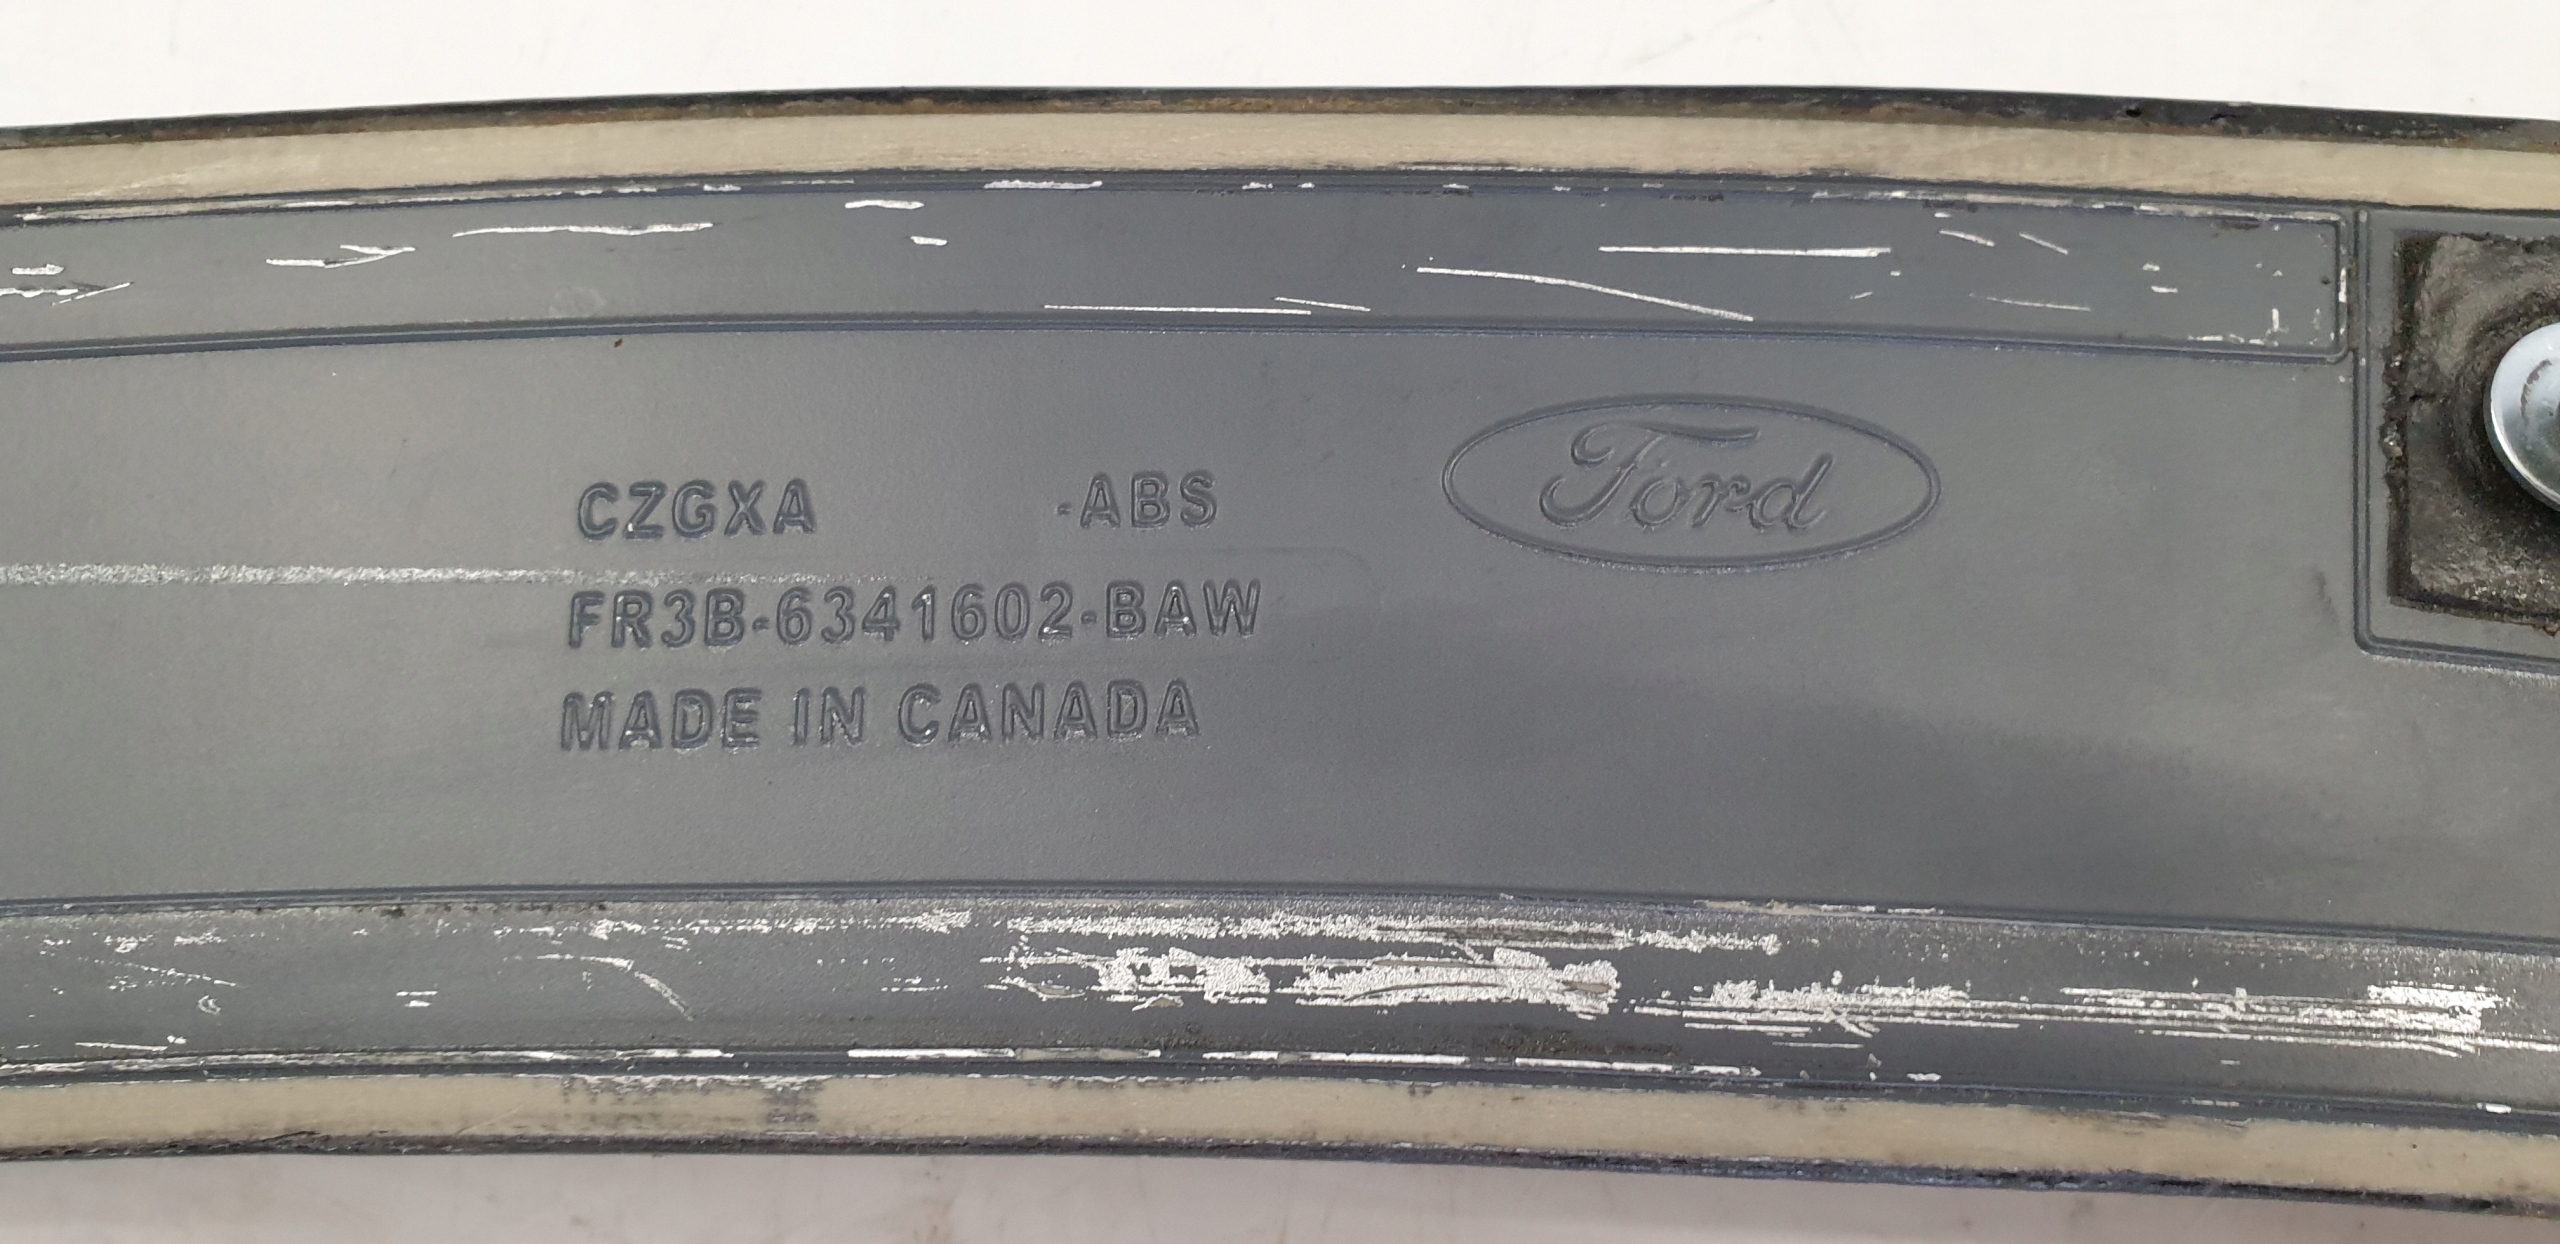 CZGXA -ABS
Ford
FR3B-6341602-BAW
MADE IN CANADA